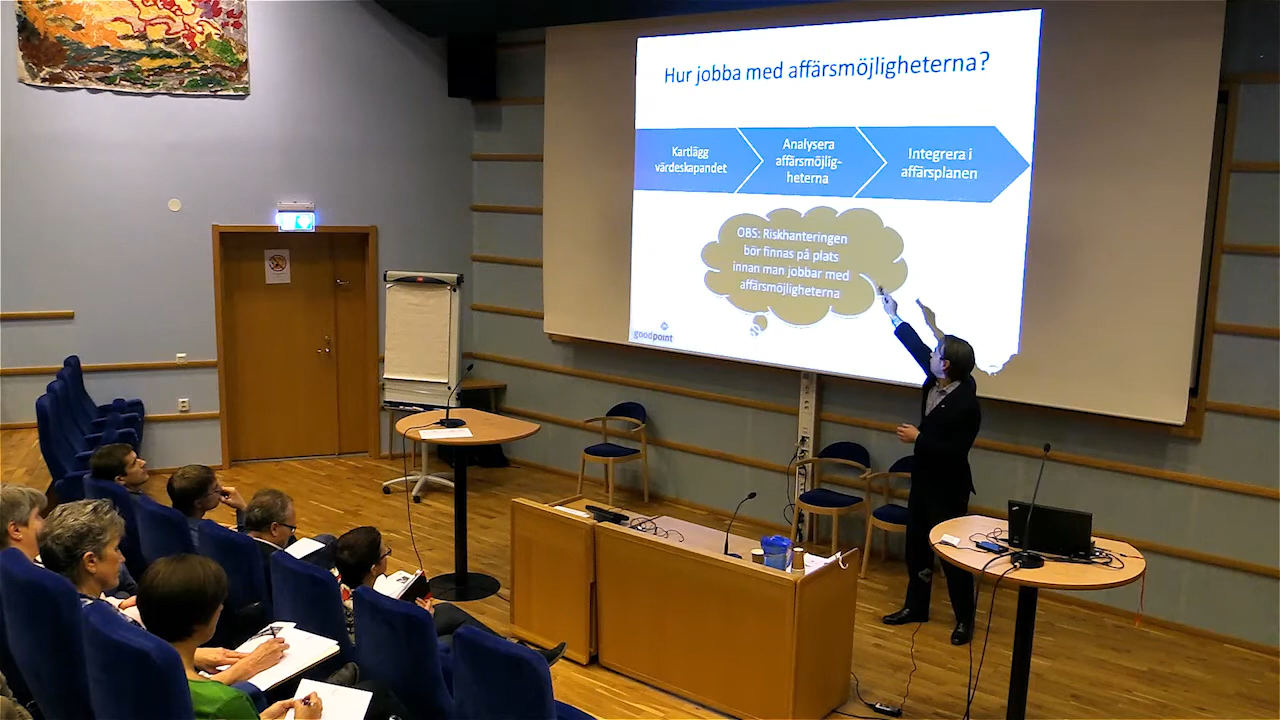 Hur jobba med affärsmöjligheterna?
Kartlägg
värdeskapandet
Analysera
affärsmöjlig-
heterna
Integrera i
affärsplanen
OBS: Riskhanteringen
bör finnas på plats
innan man jobbar med
affärsmöjligheterna
goodpoint